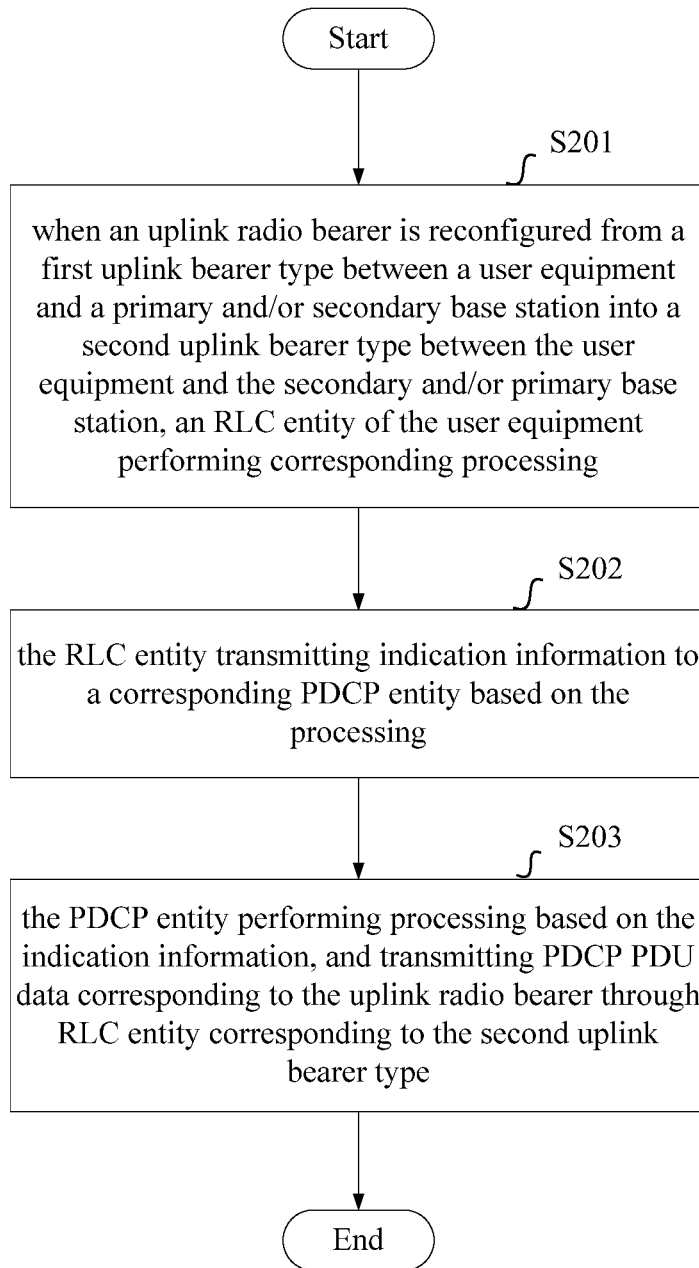 Start
S201
when an uplink radio bearer is reconfigured from a
first uplink bearer type between a user equipment
and a primary and/or secondary base station into a
second uplink bearer type between the user
equipment and the secondary and/or primary base
station, an RLC entity of the user equipment
performing corresponding processing
S202
the RLC entity transmitting indication information to
a corresponding PDCP entity based on the
processing
S203
the PDCP entity performing processing based on the
indication information, and transmitting PDCP PDU
data corresponding to the uplink radio bearer through
RLC entity corresponding to the second uplink
bearer type
End